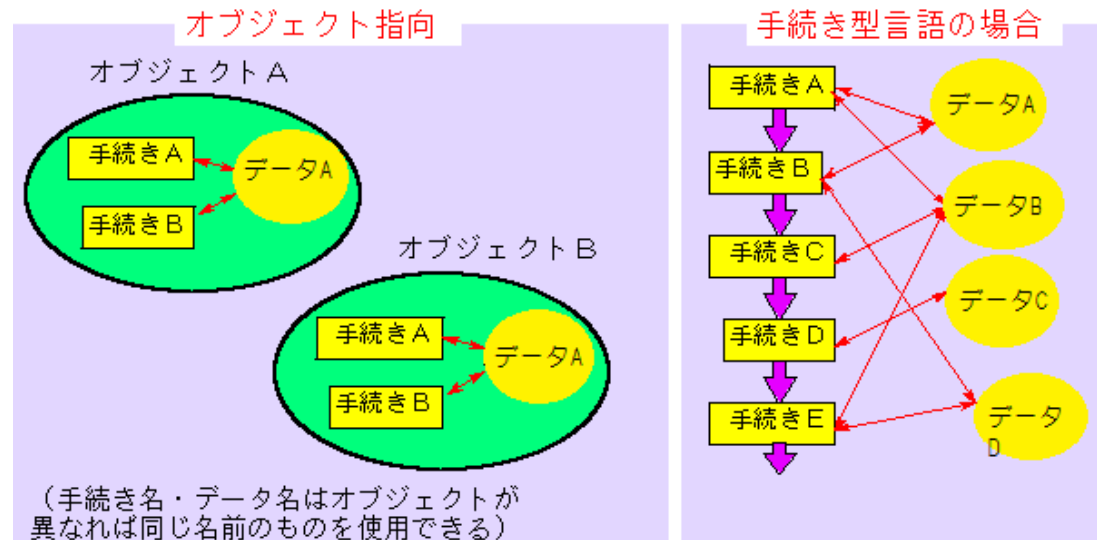 オブジェクト指向
オブジェクトA
手続きA
データA
手続きB
オブジェクトB
手続きA
データA
手続きB
(手続き名・データ名はオブジェクトが
異なれば同じ名前のものを使用できる)
手続き型言語の場合
手続きA
データA
手続きB
データB
手続きC
データC
手続きD
手続きE
データ
D